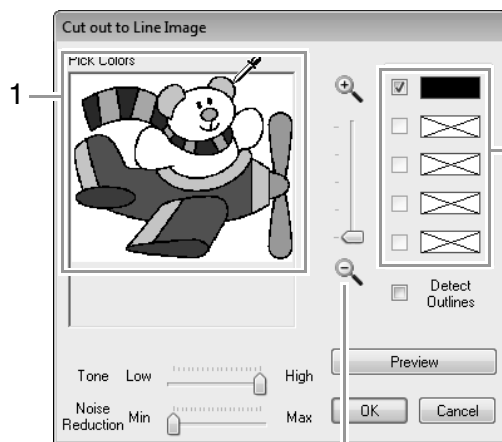 Cut out to Line Image
Pick Colors
1
Detect
Outlines
Tone Low High
Noise
Reduction Min Max
Preview
OK Cancel